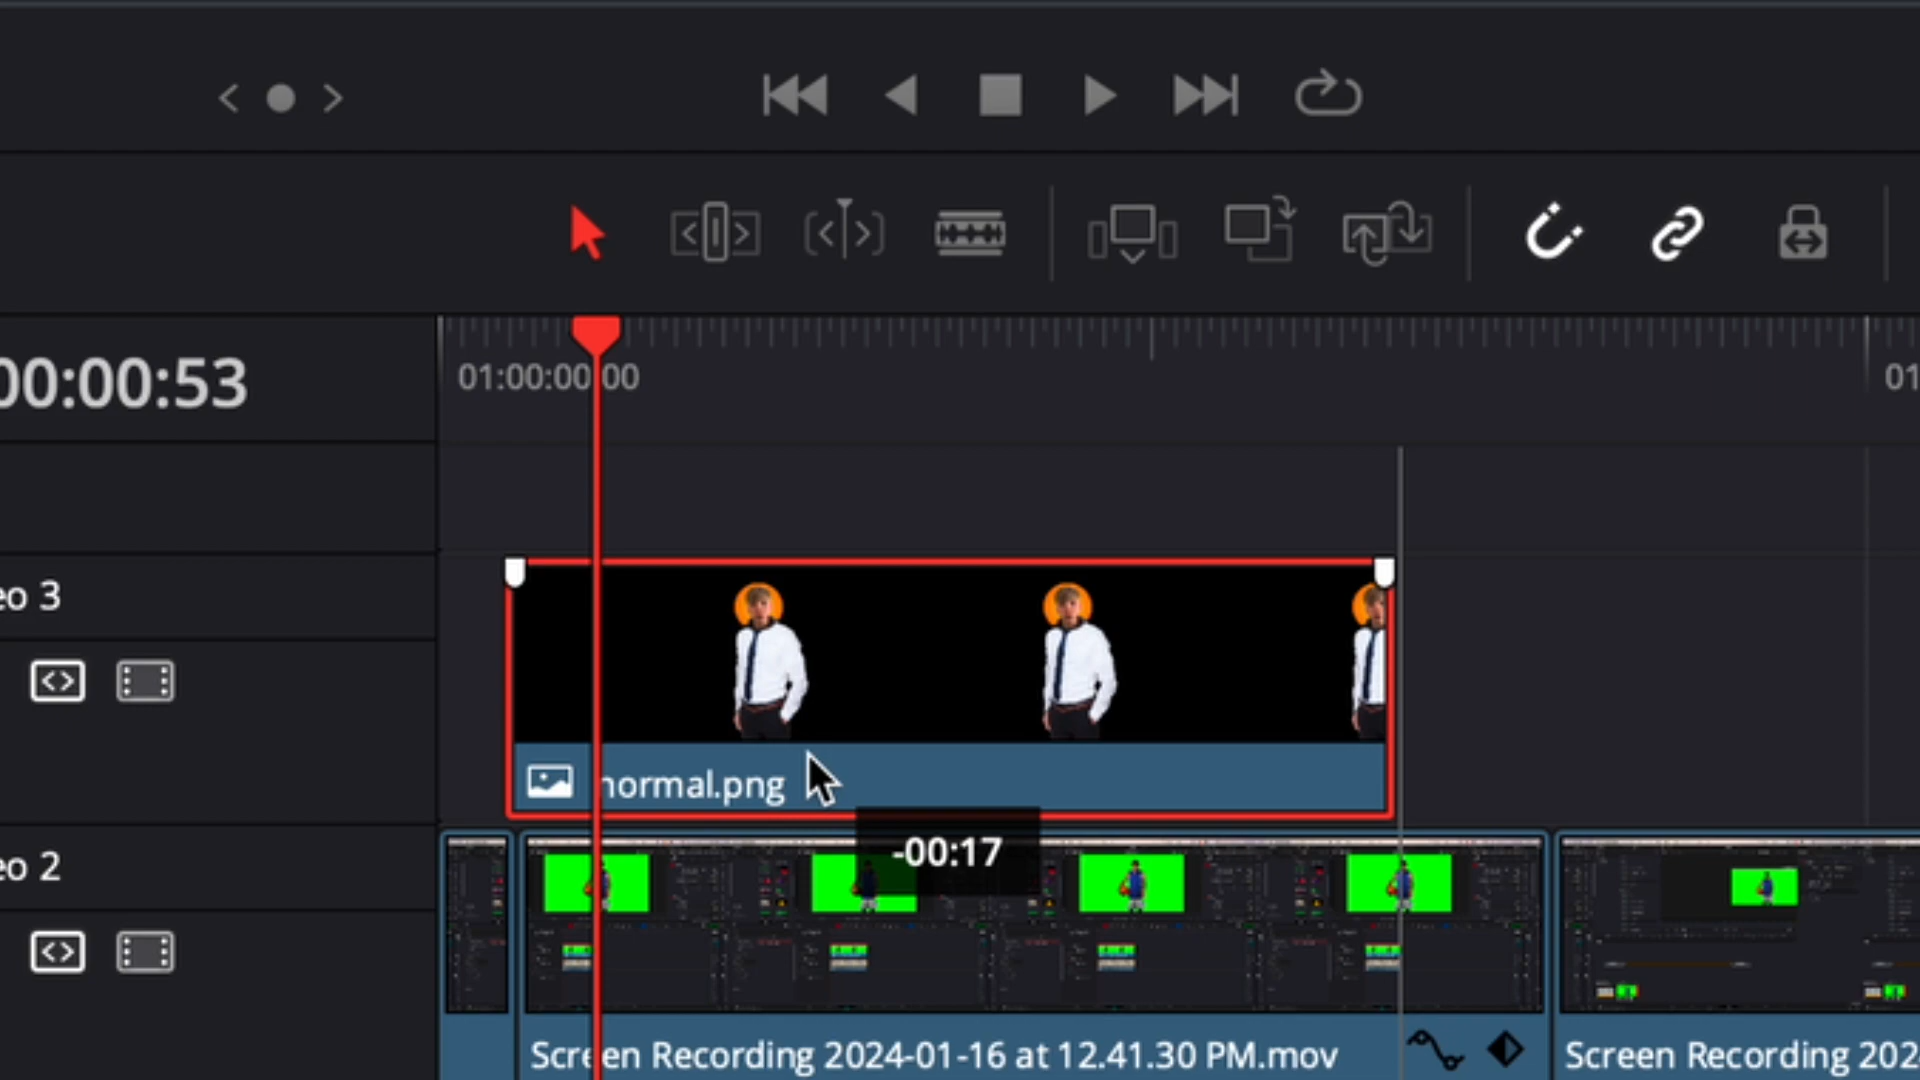 00:00:53
01:00:00:00
01
eo 3
normal.png
-00:17
eo 2
Screen Recording 2024-01-16 at 12.41.30 PM.mov
Screen Recording 202